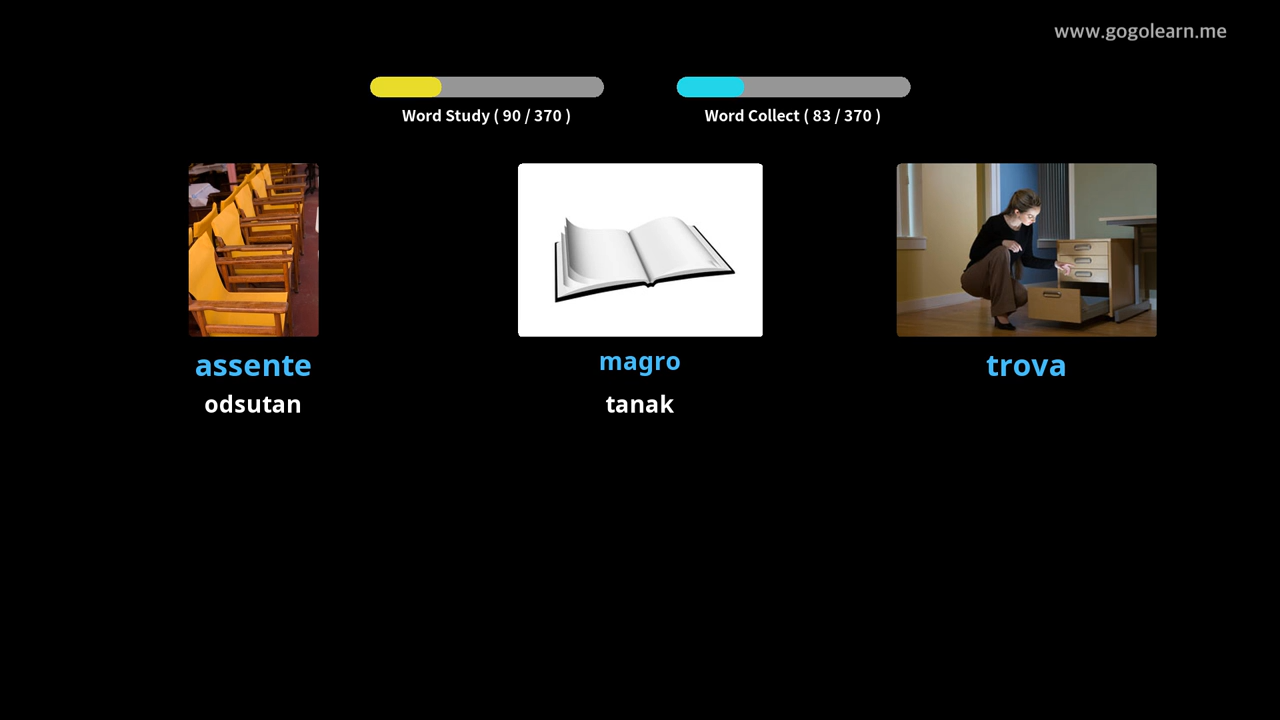 www.gogolearn.me
Word Study ( 90 / 370 )
Word Collect ( 83 / 370 )
assente
odsutan
magro
tanak
trova